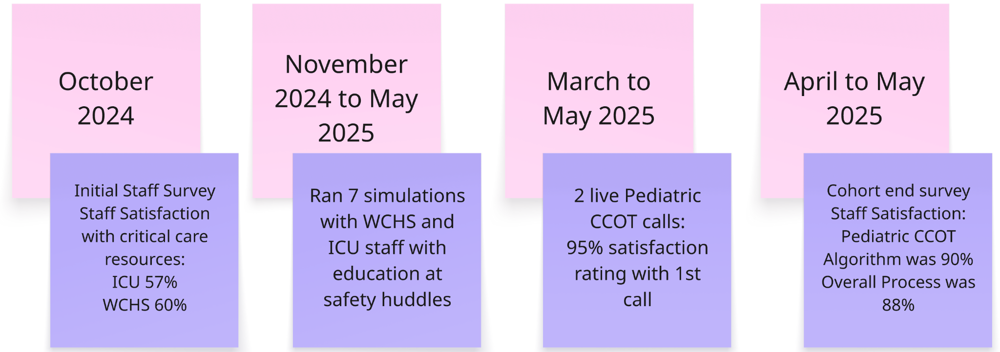 October
2024
Initial Staff Survey
Staff Satisfaction
with critical care
resources:
ICU 57%
WCHS 60%
November
2024 to May
2025
Ran 7 simulations
with WCHS and
ICU staff with
education at
safety huddles
March to
May 2025
2 live Pediatric
CCOT calls:
95% satisfaction
rating with 1st
call
April to May
2025
Cohort end survey
Staff Satisfaction:
Pediatric CCOT
Algorithm was 90%
Overall Process was
88%